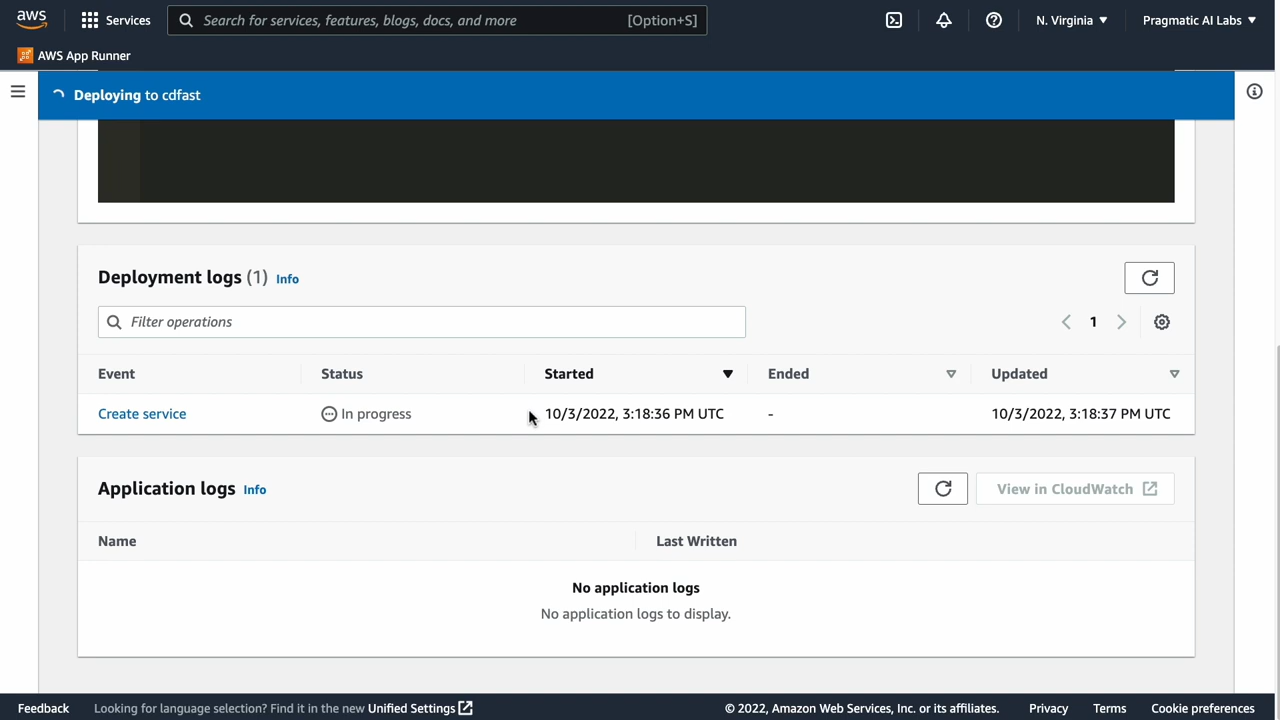 aws Services Search for services, features, blogs, docs, and more [Option+S] N. Virginia ▼ Pragmatic AI Labs ▼
AWS App Runner
Deploying to cdfast
Deployment logs (1) Info
Filter operations
1
Event Status Started Ended Updated
Create service In progress 10/3/2022, 3:18:36 PM UTC - 10/3/2022, 3:18:37 PM UTC
Application logs Info View in CloudWatch
Name Last Written
No application logs
No application logs to display.
Feedback Looking for language selection? Find it in the new Unified Settings © 2022, Amazon Web Services, Inc. or its affiliates. Privacy Terms Cookie preferences